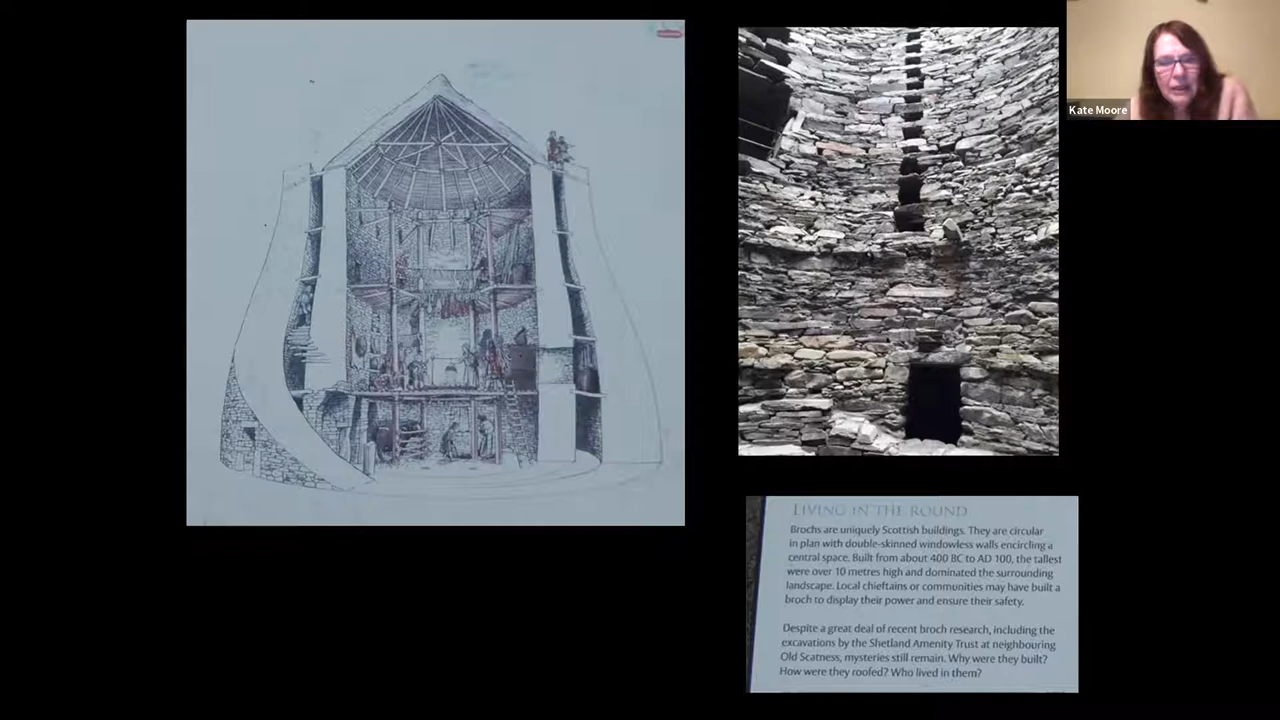 Kate Moore
LIVING IN THE ROUND
Brochs are uniquely Scottish buildings. They are circular
in plan with double-skinned windowless walls encircling a
central space. Built from about 400 BC to AD 100, the tallest
were over 10 metres high and dominated the surrounding
landscape. Local chieftains or communities may have built a
broch to display their power and ensure their safety.
Despite a great deal of recent broch research, including the
excavations by the Shetland Amenity Trust at neighbouring
Old Scatness, mysteries still remain. Why were they built?
How were they roofed? Who lived in them?